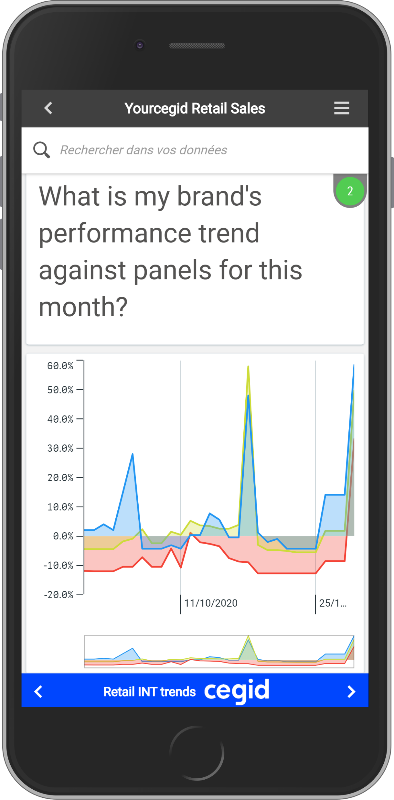 Yourcegid Retail Sales
Rechercher dans vos données
What is my brand's
2
performance trend
against panels for this
month?
60.0%
50.0%
40.0%
30.0%
20.0%
10.0%
0.0%
-10.0%
-20.0%
11/10/2020
25/1…
Retail INT trends cegid